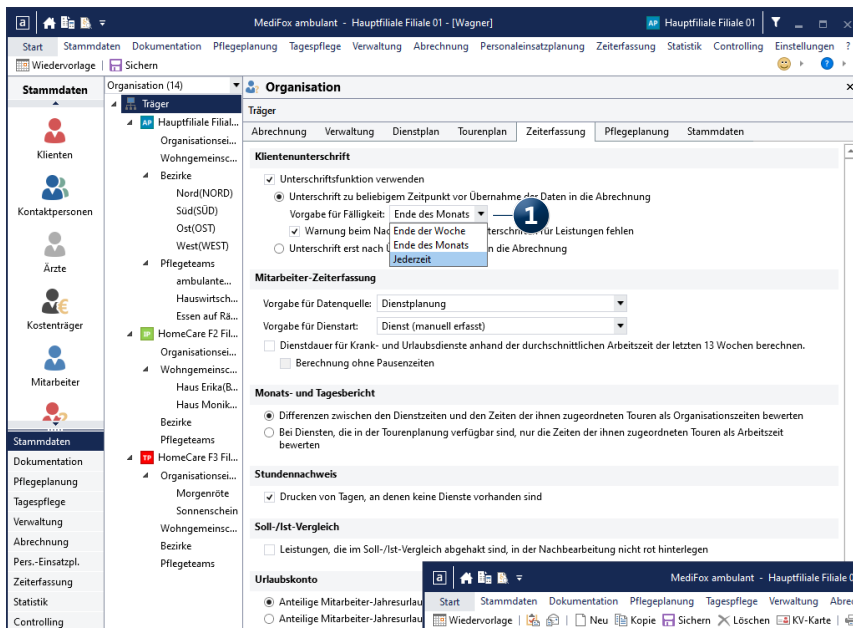 a MediFox ambulant - Hauptfiliale Filiale 01 - [Wagner] AP Hauptfiliale Filiale 01
Start Stammdaten Dokumentation Pflegeplanung Tagespflege Verwaltung Abrechnung Personaleinsatzplanung Zeiterfassung Statistik Controlling Einstellungen ?
Wiedervorlage Sichern ?
Stammdaten
Klienten
Kontaktpersonen
Ärzte
Kostenträger
Mitarbeiter
Stammdaten
Dokumentation
Pflegeplanung
Tagespflege
Verwaltung
Abrechnung
Pers.-Einsatzpl.
Zeiterfassung
Statistik
Controlling
Organisation (14)
Träger
AP Hauptfiliale Filial...
Organisationsei...
Wohngemeinsc...
Bezirke
Nord(NORD)
Süd(SÜD)
Ost(OST)
West(WEST)
Pflegeteams
ambulante...
Hauswirtsch...
Essen auf Rä...
IP HomeCare F2 Fil...
Organisationsei...
Wohngemeinsc...
Haus Erika(B...
Haus Monik...
Bezirke
Pflegeteams
TP HomeCare F3 Fil...
Organisationsei...
Morgenröte
Sonnenschein
Wohngemeinsc...
Bezirke
Pflegeteams
Organisation
Träger
Abrechnung Verwaltung Dienstplan Tourenplan Zeiterfassung Pflegeplanung Stammdaten
Klientenunterschrift
Unterschriftsfunktion verwenden
Unterschrift zu beliebigem Zeitpunkt vor Übernahme der Daten in die Abrechnung
Vorgabe für Fälligkeit: Ende des Monats 1
Ende der Woche
Ende des Monats
Jederzeit
Warnung beim Nac für Leistungen fehlen
Unterschrift erst nach in die Abrechnung
Mitarbeiter-Zeiterfassung
Vorgabe für Datenquelle: Dienstplanung
Vorgabe für Dienstart: Dienst (manuell erfasst)
Dienstdauer für Krank- und Urlaubsdienste anhand der durchschnittlichen Arbeitszeit der letzten 13 Wochen berechnen.
Berechnung ohne Pausenzeiten
Monats- und Tagesbericht
Differenzen zwischen den Dienstzeiten und den Zeiten der ihnen zugeordneten Touren als Organisationszeiten bewerten
Bei Diensten, die in der Tourenplanung verfügbar sind, nur die Zeiten der ihnen zugeordneten Touren als Arbeitszeit
bewerten
Stundennachweis
Drucken von Tagen, an denen keine Dienste vorhanden sind
Soll-/Ist-Vergleich
Leistungen, die im Soll-/Ist-Vergleich abgehakt sind, in der Nachbearbeitung nicht rot hinterlegen
Urlaubskonto
Anteilige Mitarbeiter-Jahresurlau
Anteilige Mitarbeiter-Jahresurlau
a MediFox ambulant - Hauptfiliale Filiale 0
Start Stammdaten Dokumentation Pflegeplanung Tagespflege Verwaltung Abre
Wiedervorlage Neu Kopie Sichern Löschen KV-Karte